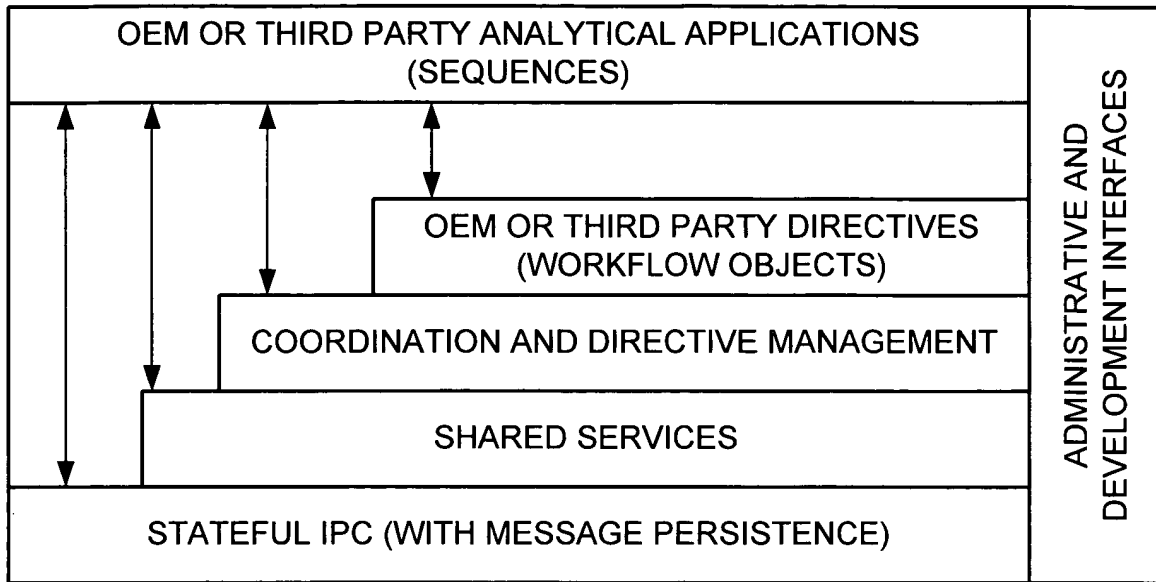 OEM OR THIRD PARTY ANALYTICAL APPLICATIONS
(SEQUENCES)
OEM OR THIRD PARTY DIRECTIVES
(WORKFLOW OBJECTS)
COORDINATION AND DIRECTIVE MANAGEMENT
SHARED SERVICES
STATEFUL IPC (WITH MESSAGE PERSISTENCE)
ADMINISTRATIVE AND
DEVELOPMENT INTERFACES